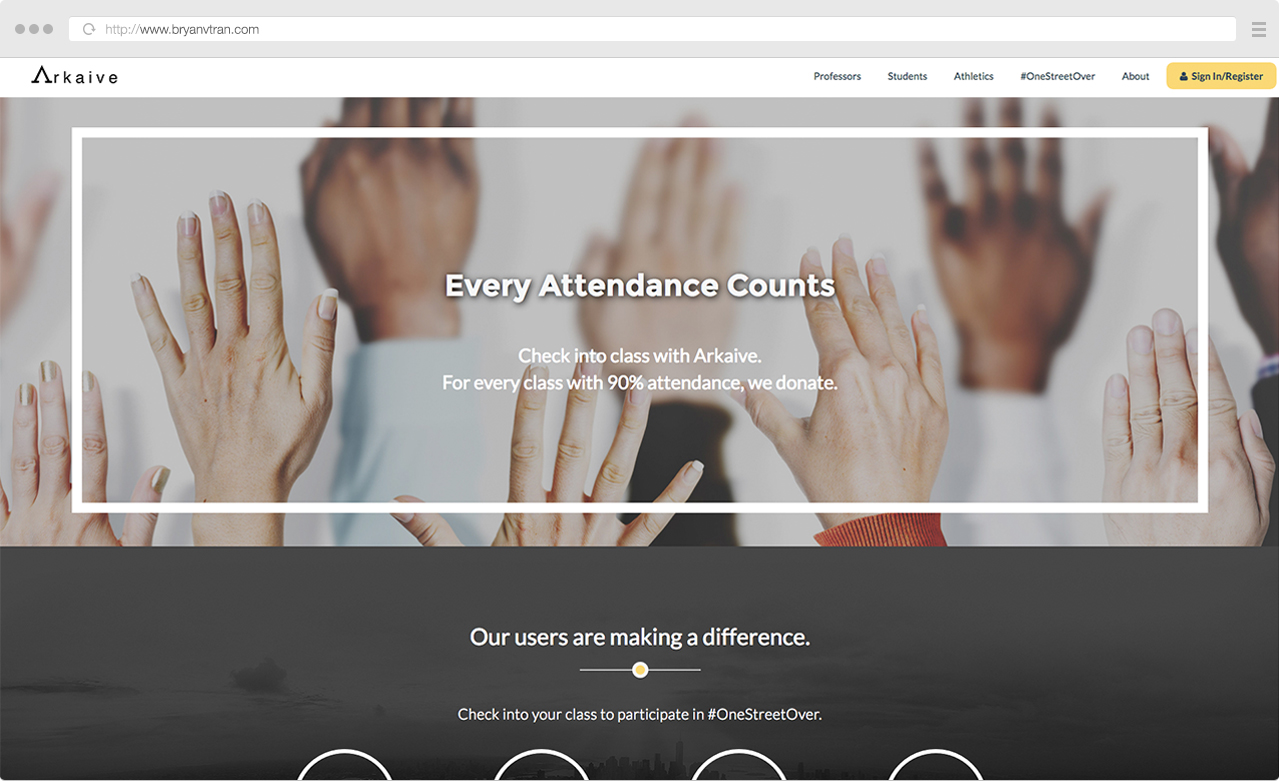 http://www.bryanvtran.com
Arkaive
Professors
Students
Athletics
#OneStreetOver
About
Sign In/Register
Every Attendance Counts
Check into class with Arkaive.
For every class with 90% attendance, we donate.
Our users are making a difference.
Check into your class to participate in #OneStreetOver.